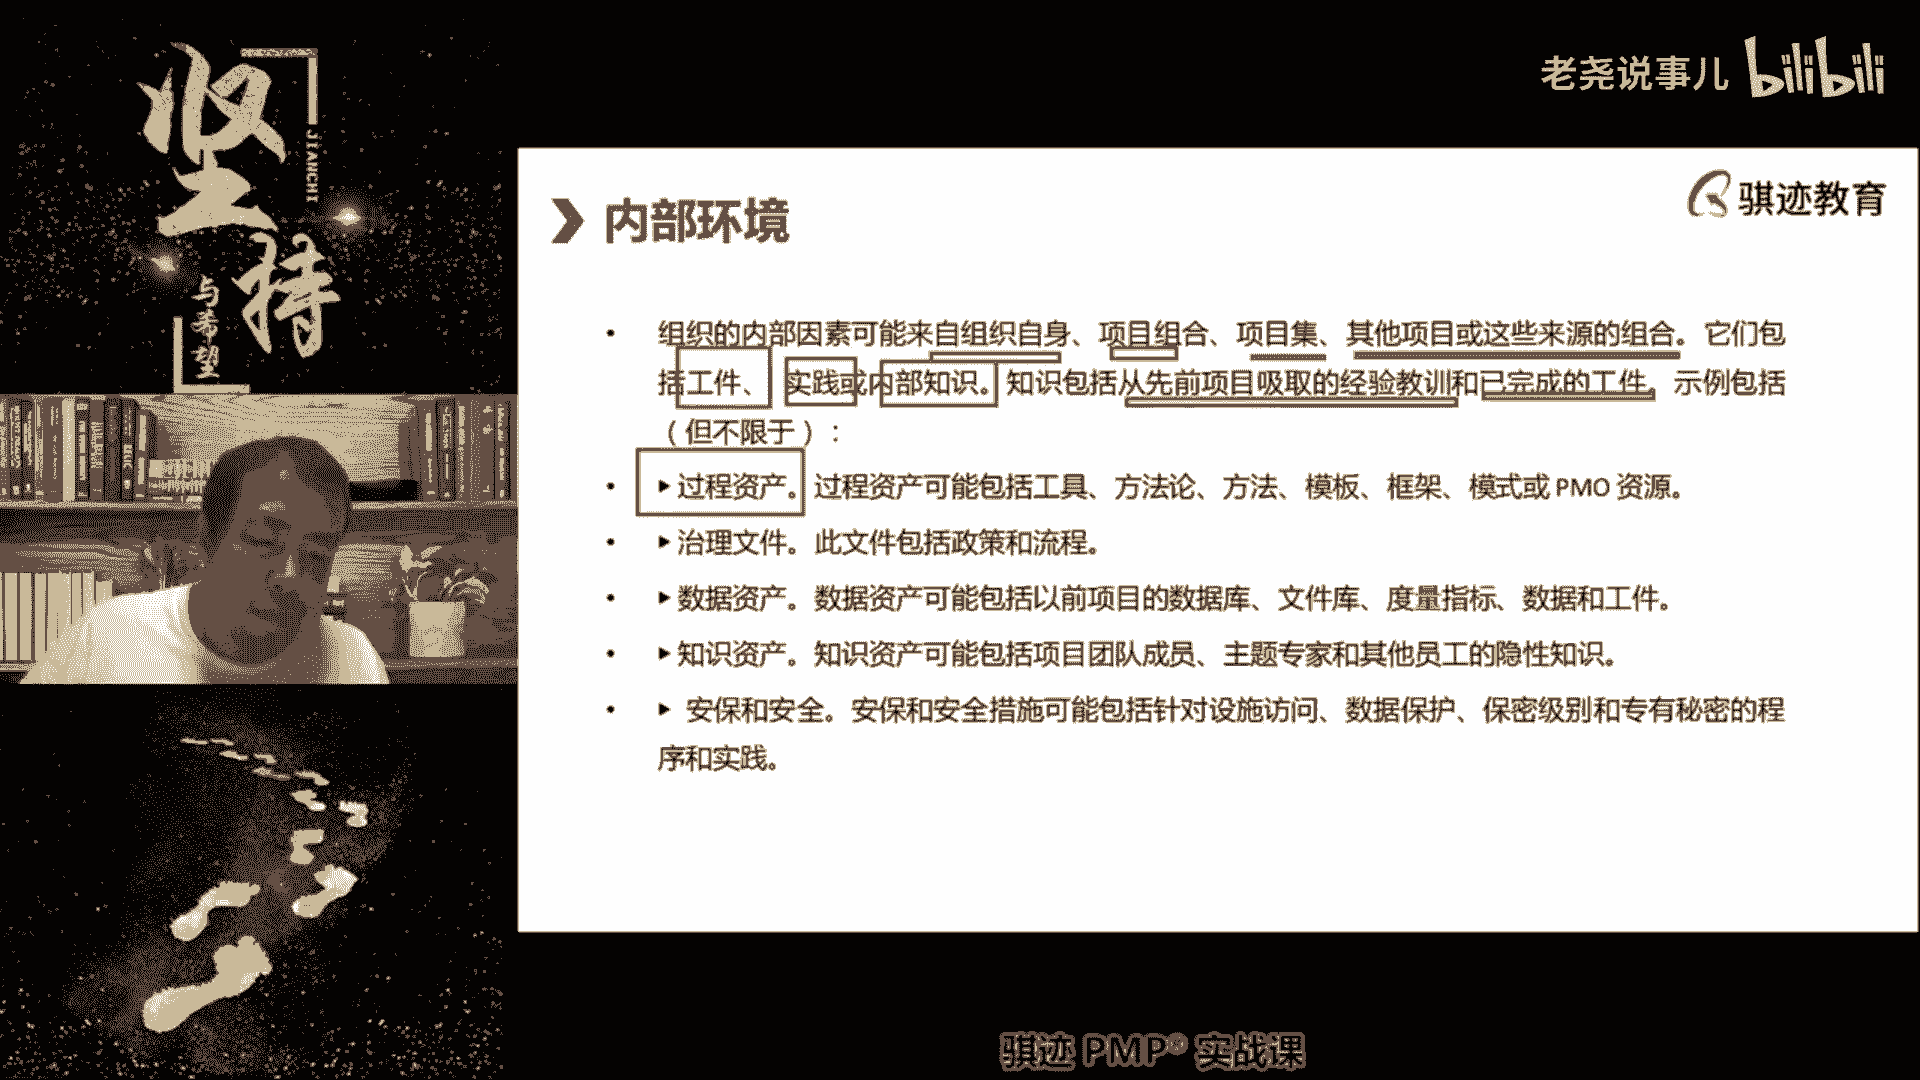 坚持
JIANCHI
与希望
老尧说事儿 bilibili
骐迹教育
内部环境
• 组织的内部因素可能来自组织自身、项目组合、项目集、其他项目或这些来源的组合。它们包
括工件、 实践或内部知识。知识包括从先前项目吸取的经验教训和已完成的工件。示例包括
（但不限于）：
• ▸过程资产。过程资产可能包括工具、方法论、方法、模板、框架、模式或 PMO 资源。
• ▸治理文件。此文件包括政策和流程。
• ▸数据资产。数据资产可能包括以前项目的数据库、文件库、度量指标、数据和工件。
• ▸知识资产。知识资产可能包括项目团队成员、主题专家和其他员工的隐性知识。
• ▸ 安保和安全。安保和安全措施可能包括针对设施访问、数据保护、保密级别和专有秘密的程
序和实践。
骐迹 PMP® 实战课